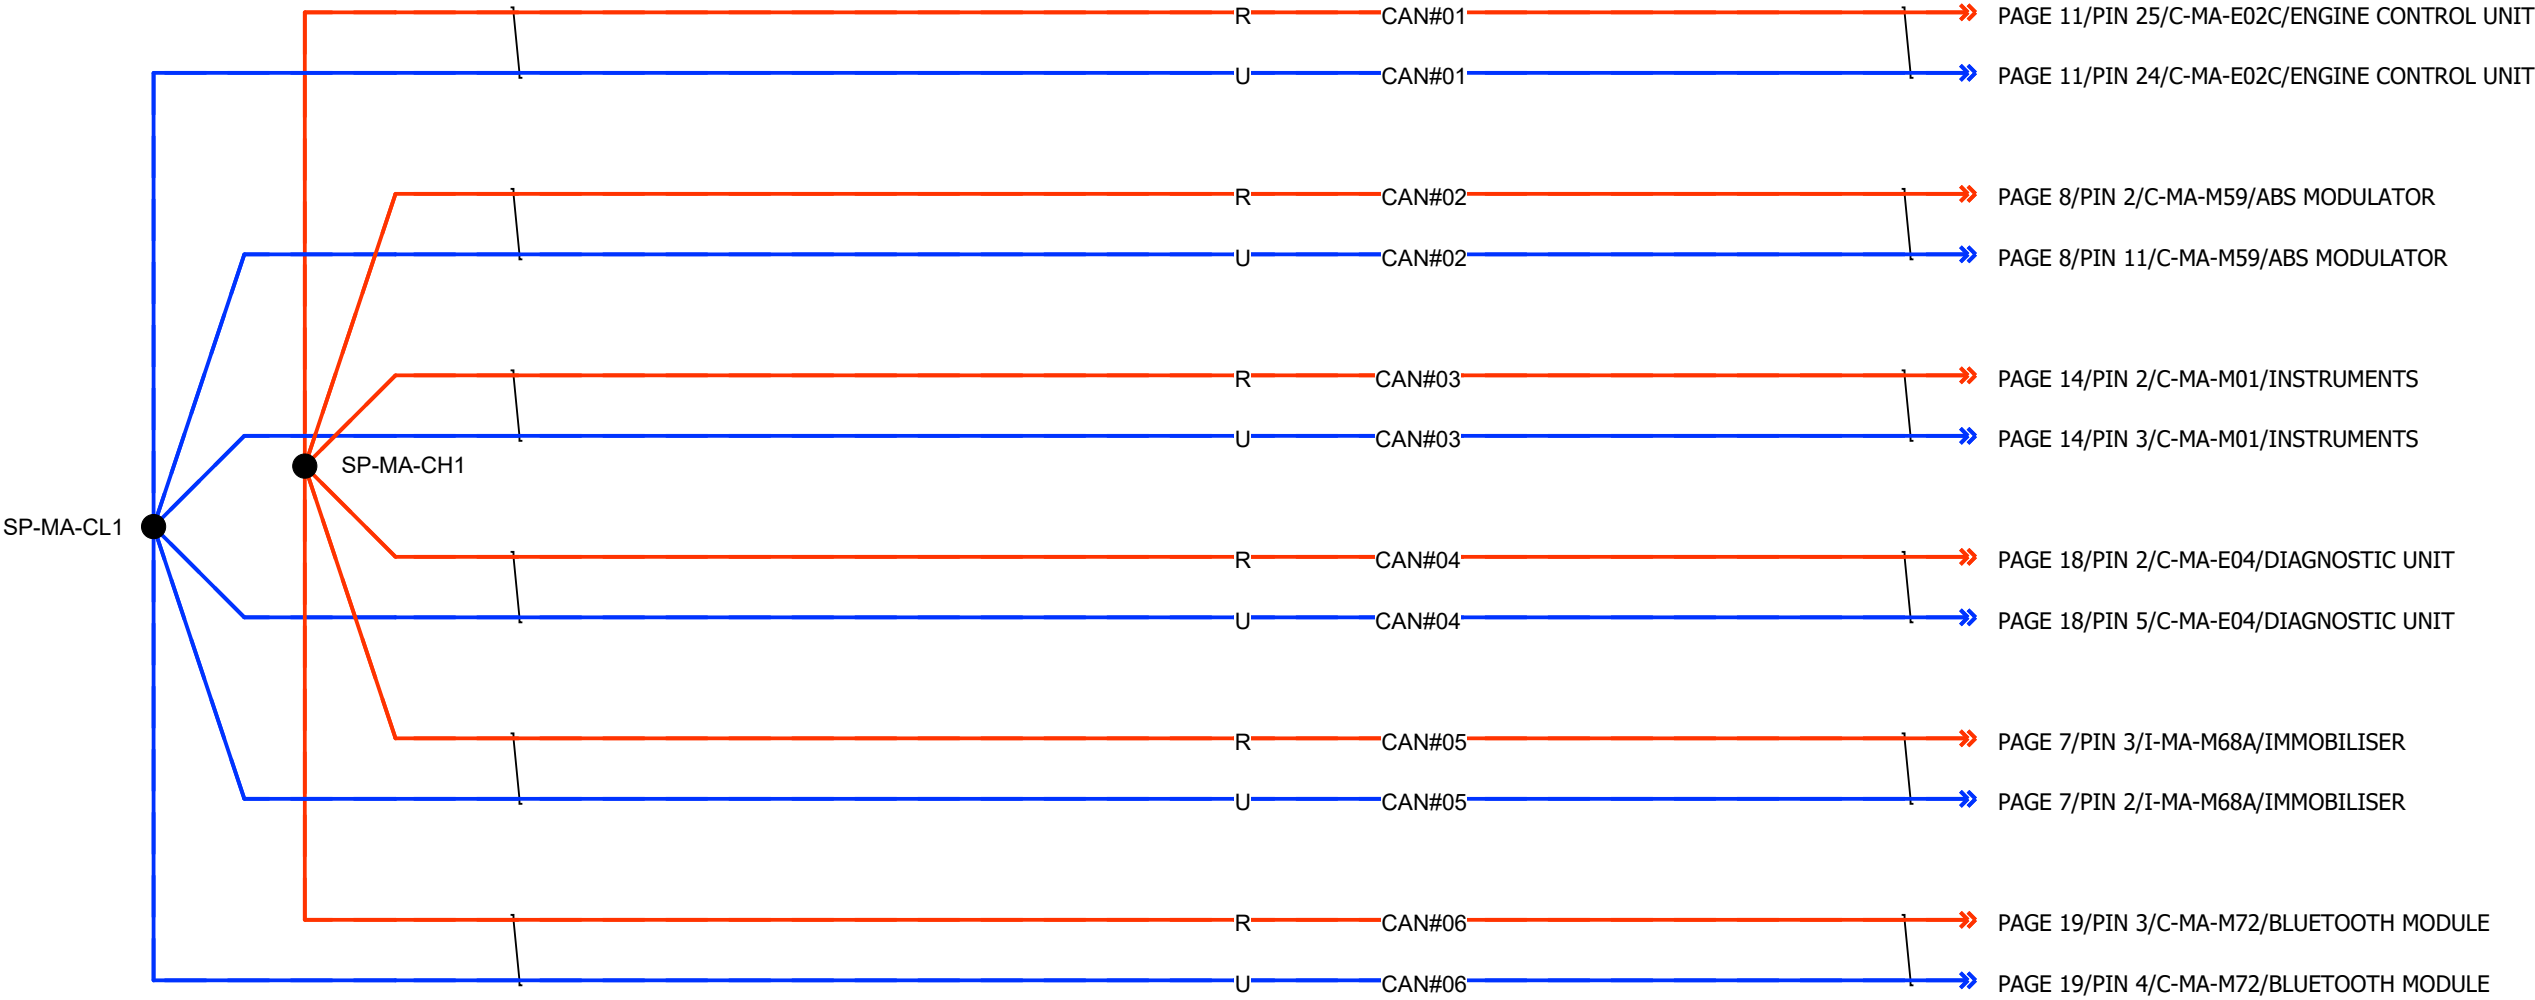 R CAN#01 PAGE 11/PIN 25/C-MA-E02C/ENGINE CONTROL UNIT
U CAN#01 PAGE 11/PIN 24/C-MA-E02C/ENGINE CONTROL UNIT
R CAN#02 PAGE 8/PIN 2/C-MA-M59/ABS MODULATOR
U CAN#02 PAGE 8/PIN 11/C-MA-M59/ABS MODULATOR
R CAN#03 PAGE 14/PIN 2/C-MA-M01/INSTRUMENTS
U CAN#03 PAGE 14/PIN 3/C-MA-M01/INSTRUMENTS
SP-MA-CH1
SP-MA-CL1
R CAN#04 PAGE 18/PIN 2/C-MA-E04/DIAGNOSTIC UNIT
U CAN#04 PAGE 18/PIN 5/C-MA-E04/DIAGNOSTIC UNIT
R CAN#05 PAGE 7/PIN 3/I-MA-M68A/IMMOBILISER
U CAN#05 PAGE 7/PIN 2/I-MA-M68A/IMMOBILISER
R CAN#06 PAGE 19/PIN 3/C-MA-M72/BLUETOOTH MODULE
U CAN#06 PAGE 19/PIN 4/C-MA-M72/BLUETOOTH MODULE